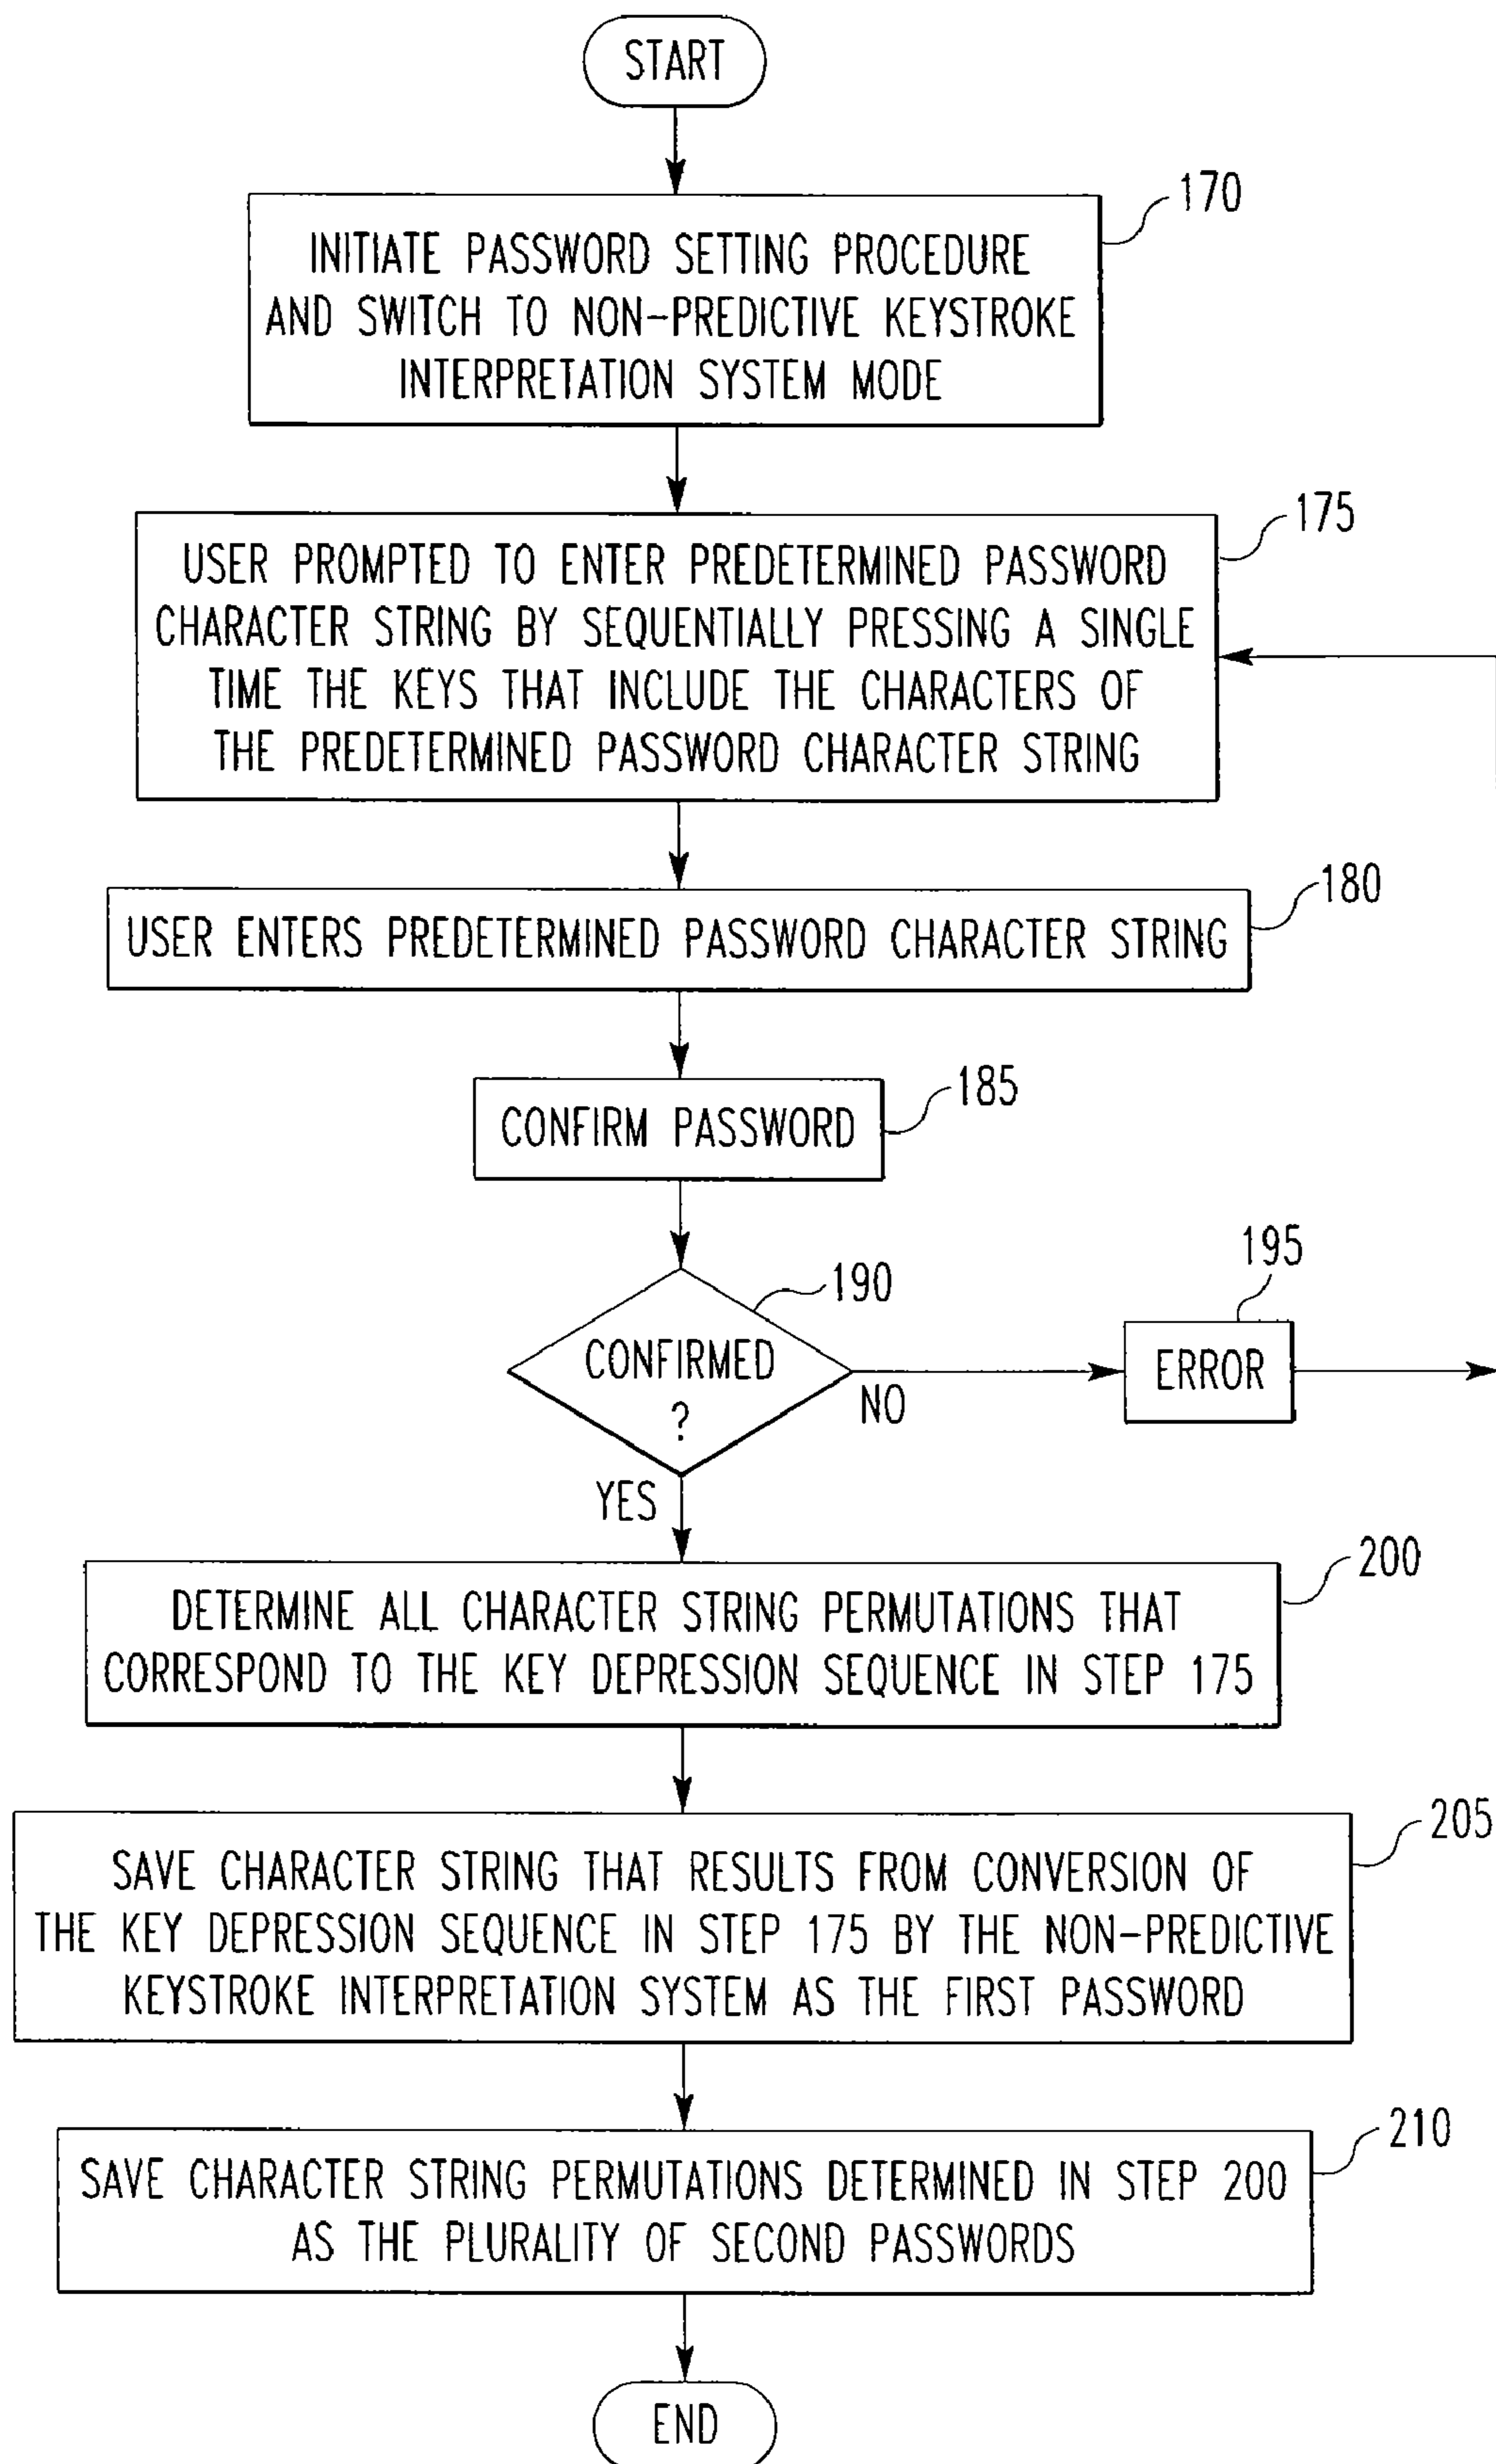 START
170
INITIATE PASSWORD SETTING PROCEDURE
AND SWITCH TO NON-PREDICTIVE KEYSTROKE
INTERPRETATION SYSTEM MODE
175
USER PROMPTED TO ENTER PREDETERMINED PASSWORD
CHARACTER STRING BY SEQUENTIALLY PRESSING A SINGLE
TIME THE KEYS THAT INCLUDE THE CHARACTERS OF
THE PREDETERMINED PASSWORD CHARACTER STRING
180
USER ENTERS PREDETERMINED PASSWORD CHARACTER STRING
185
CONFIRM PASSWORD
190
CONFIRMED
?
NO
195
ERROR
YES
200
DETERMINE ALL CHARACTER STRING PERMUTATIONS THAT
CORRESPOND TO THE KEY DEPRESSION SEQUENCE IN STEP 175
205
SAVE CHARACTER STRING THAT RESULTS FROM CONVERSION OF
THE KEY DEPRESSION SEQUENCE IN STEP 175 BY THE NON-PREDICTIVE
KEYSTROKE INTERPRETATION SYSTEM AS THE FIRST PASSWORD
210
SAVE CHARACTER STRING PERMUTATIONS DETERMINED IN STEP 200
AS THE PLURALITY OF SECOND PASSWORDS
END